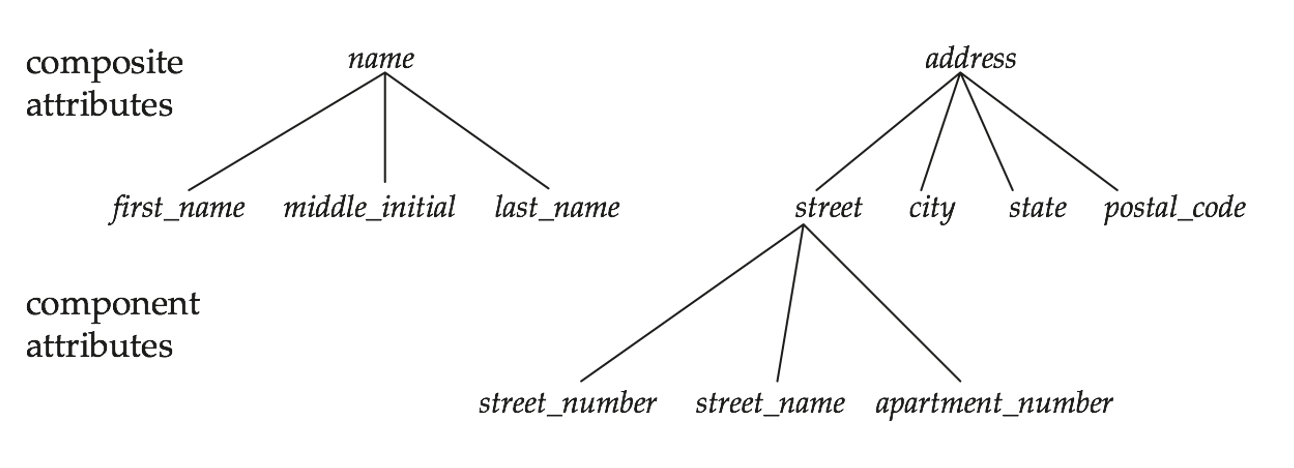 composite
attributes
name
address
first_name middle_initial last_name
street city state postal_code
component
attributes
street_number street_name apartment_number